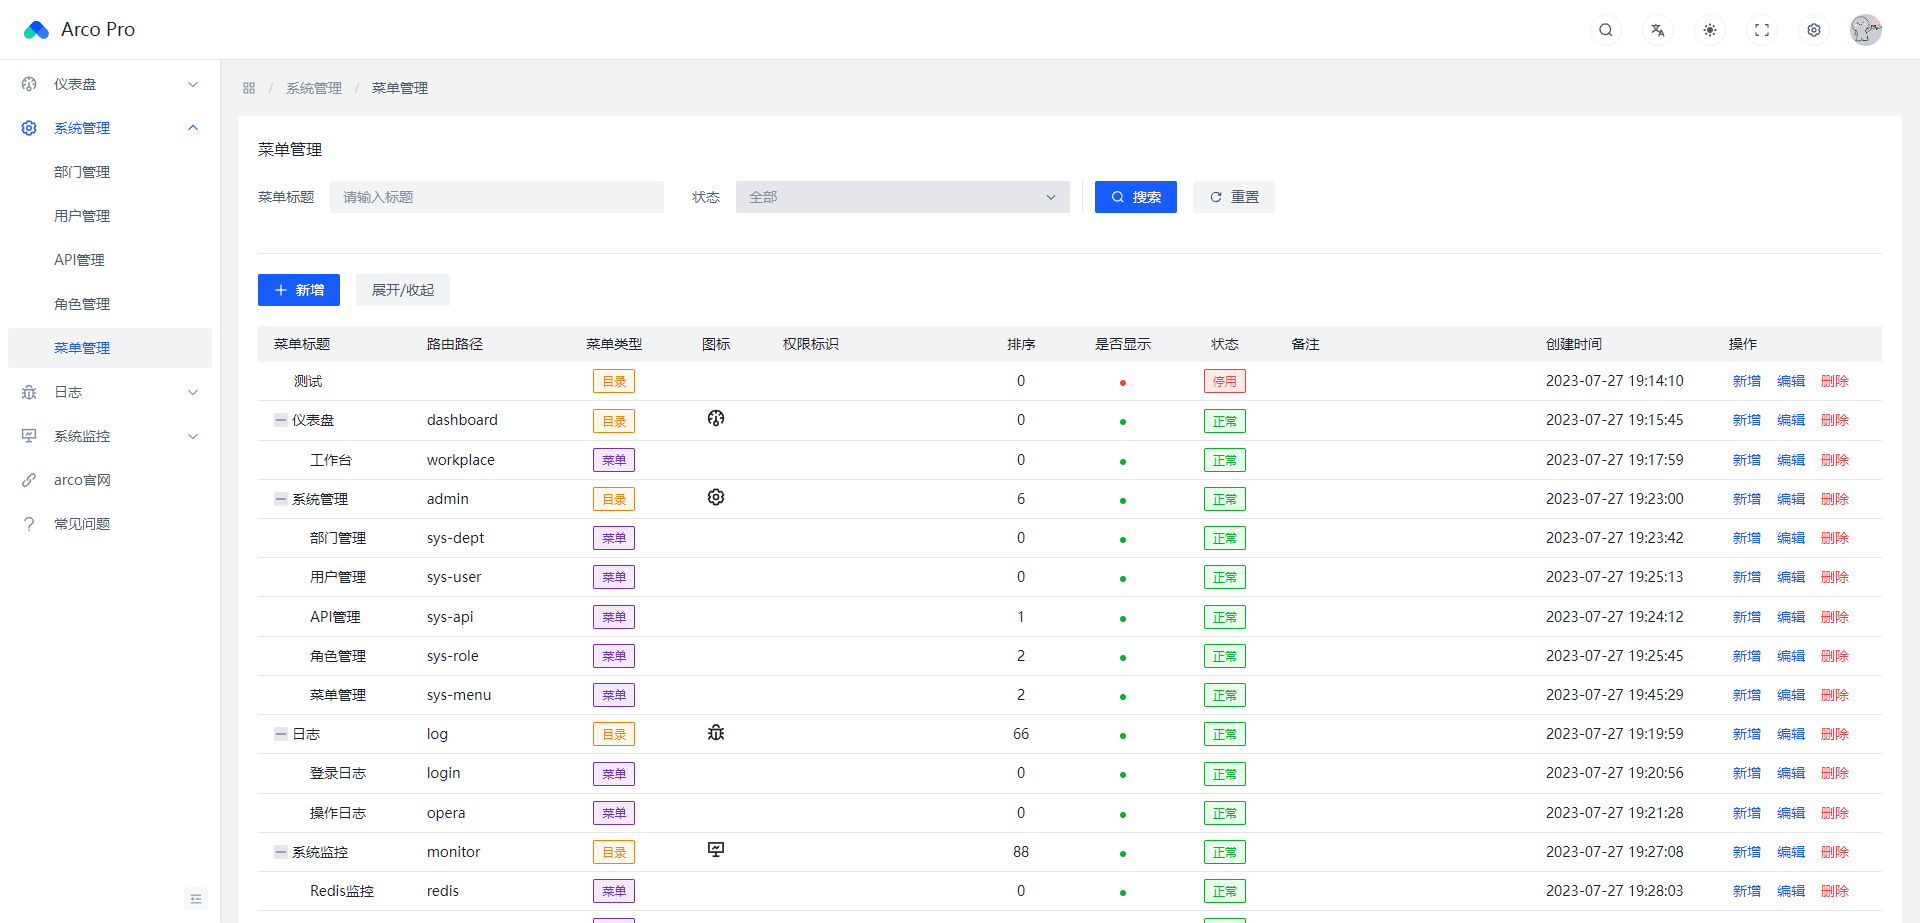 Arco Pro
仪表盘
系统管理
部门管理
用户管理
API管理
角色管理
菜单管理
日志
系统监控
arco官网
常见问题
/ 系统管理 / 菜单管理
菜单管理
菜单标题 请输入标题 状态 全部 搜索 重置
新增 展开/收起
菜单标题 路由路径 菜单类型 图标 权限标识 排序 是否显示 状态 备注 创建时间 操作
测试 目录 0 停用 2023-07-27 19:14:10 新增 编辑 删除
仪表盘 dashboard 目录 0 正常 2023-07-27 19:15:45 新增 编辑 删除
工作台 workplace 菜单 0 正常 2023-07-27 19:17:59 新增 编辑 删除
系统管理 admin 目录 6 正常 2023-07-27 19:23:00 新增 编辑 删除
部门管理 sys-dept 菜单 0 正常 2023-07-27 19:23:42 新增 编辑 删除
用户管理 sys-user 菜单 0 正常 2023-07-27 19:25:13 新增 编辑 删除
API管理 sys-api 菜单 1 正常 2023-07-27 19:24:12 新增 编辑 删除
角色管理 sys-role 菜单 2 正常 2023-07-27 19:25:45 新增 编辑 删除
菜单管理 sys-menu 菜单 2 正常 2023-07-27 19:45:29 新增 编辑 删除
日志 log 目录 66 正常 2023-07-27 19:19:59 新增 编辑 删除
登录日志 login 菜单 0 正常 2023-07-27 19:20:56 新增 编辑 删除
操作日志 opera 菜单 0 正常 2023-07-27 19:21:28 新增 编辑 删除
系统监控 monitor 目录 88 正常 2023-07-27 19:27:08 新增 编辑 删除
Redis监控 redis 菜单 0 正常 2023-07-27 19:28:03 新增 编辑 删除